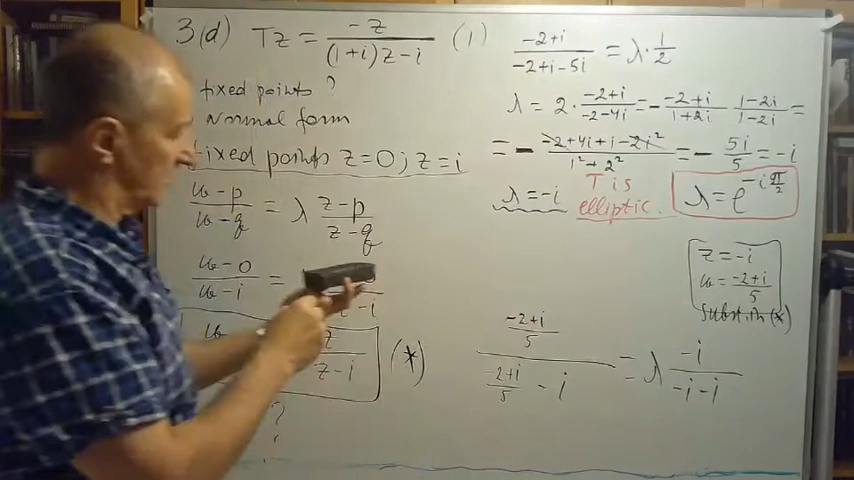 3(d) Tz = -z / ((1+i)z-i) (1)
fixed points ?
Normal form
Fixed points z=0; z=i
(w-p)/(w-q) = λ (z-p)/(z-q)
(w-0)/(w-i) =
-i
w
z/(z-i) (*)
?
(-2+i)/(-2+i-5i) = λ·1/2
λ = 2·(-2+i)/(-2-4i) = -(-2+i)/(1+2i) (1-2i)/(1-2i) =
= - (-2+4i+i-2i²)/(1²+2²) = - 5i/5 = -i
λ=-i T is elliptic. λ=e^(-iπ/2)
z=-i
w=(-2+i)/5
subst. in (*)
((-2+i)/5)/((-2+i)/5 - i) = λ (-i)/(-i-i)